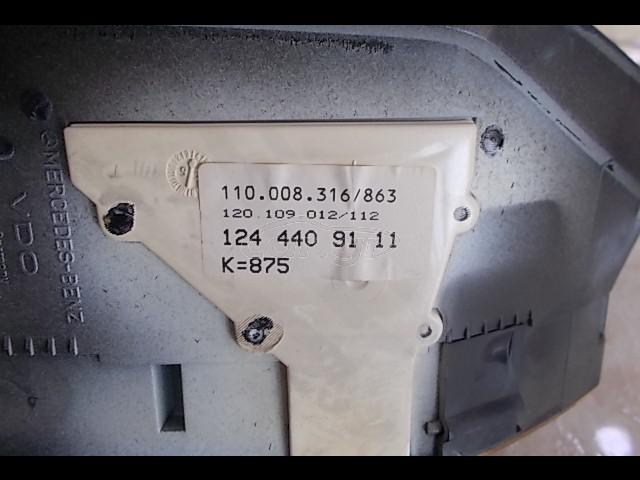 110.008.316/863
120.109.012/112
124 440 91 11
K=875
MERCEDES-BENZ
VDO